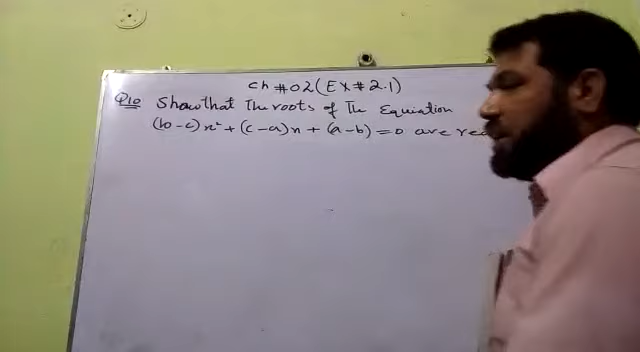 Ch # 02 (Ex # 2.1)
Q10 Show that The roots of The Equation
(b-c)x² + (c-a)x + (a-b) = 0 are